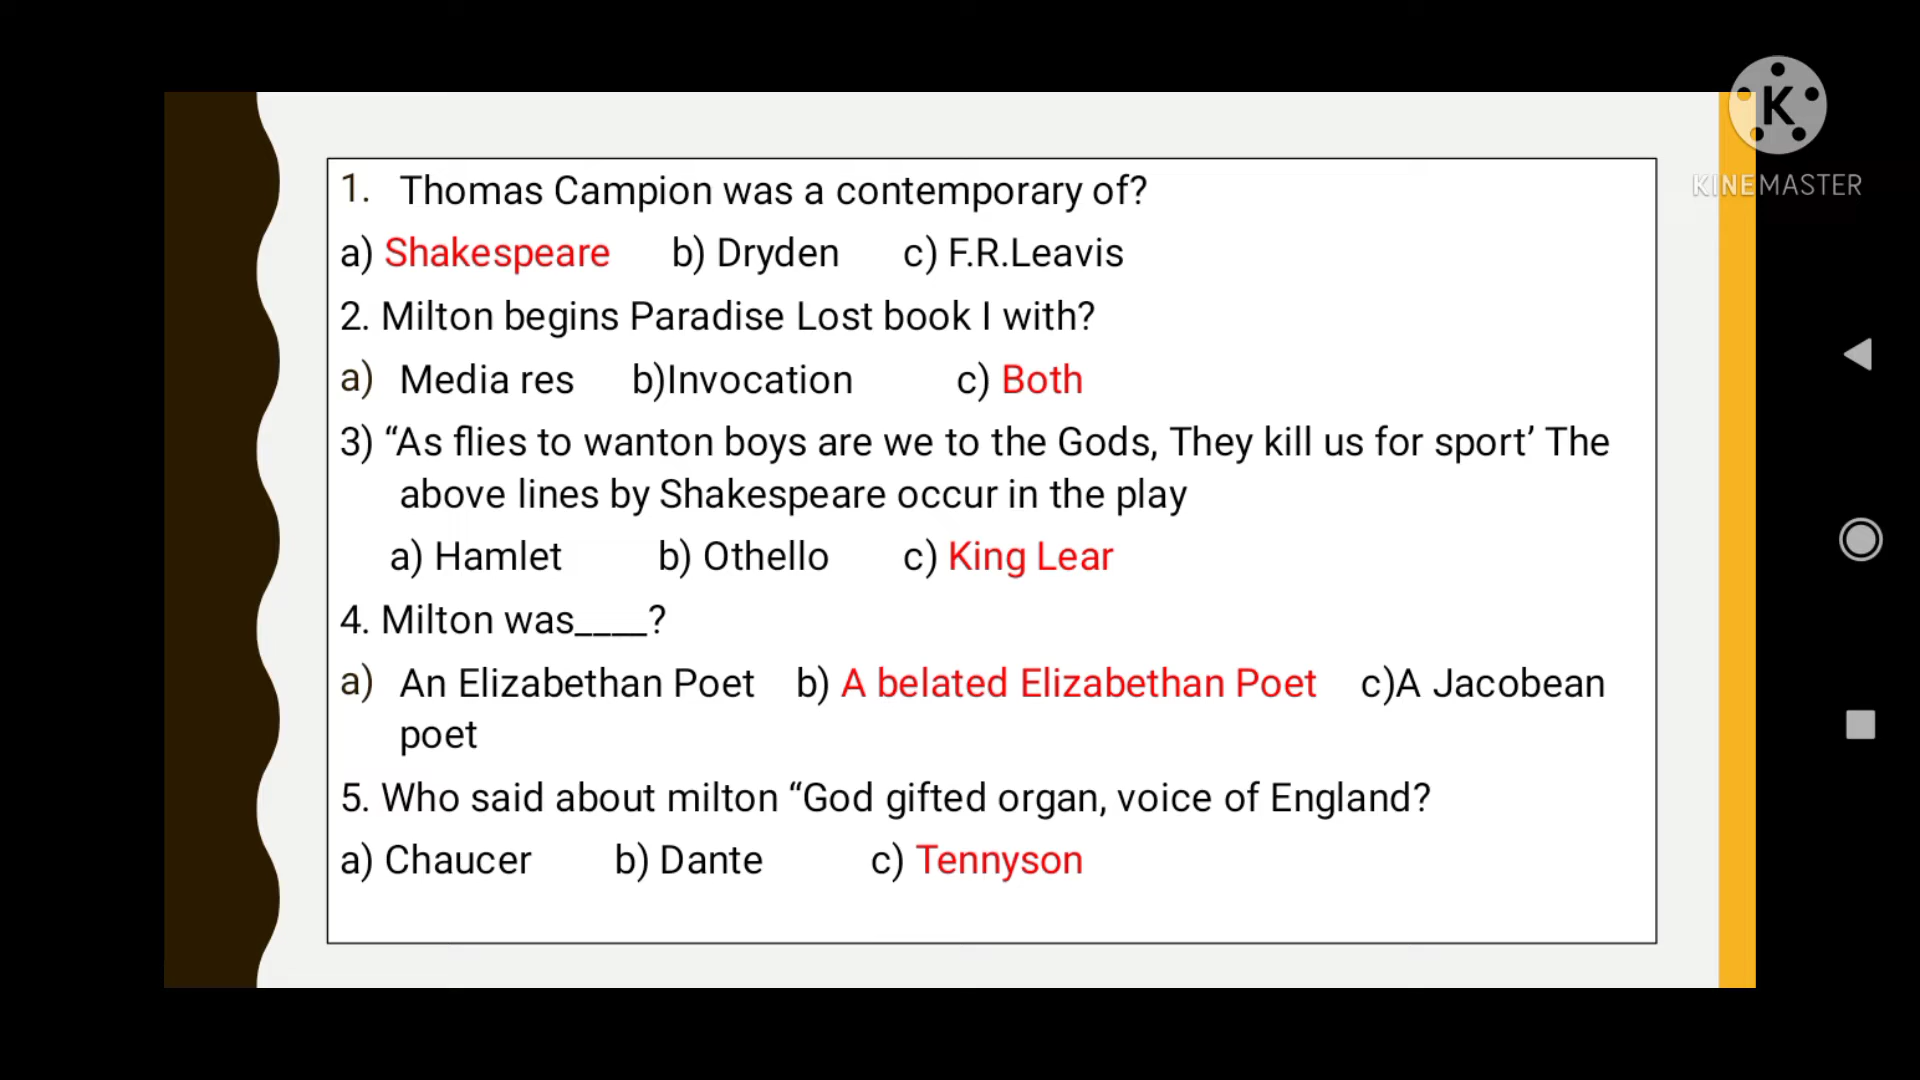 K
KINEMASTER
1. Thomas Campion was a contemporary of?
a) Shakespeare b) Dryden c) F.R.Leavis
2. Milton begins Paradise Lost book I with?
a) Media res b)Invocation c) Both
3) “As flies to wanton boys are we to the Gods, They kill us for sport’ The
above lines by Shakespeare occur in the play
a) Hamlet b) Othello c) King Lear
4. Milton was____?
a) An Elizabethan Poet b) A belated Elizabethan Poet c)A Jacobean
poet
5. Who said about milton “God gifted organ, voice of England?
a) Chaucer b) Dante c) Tennyson